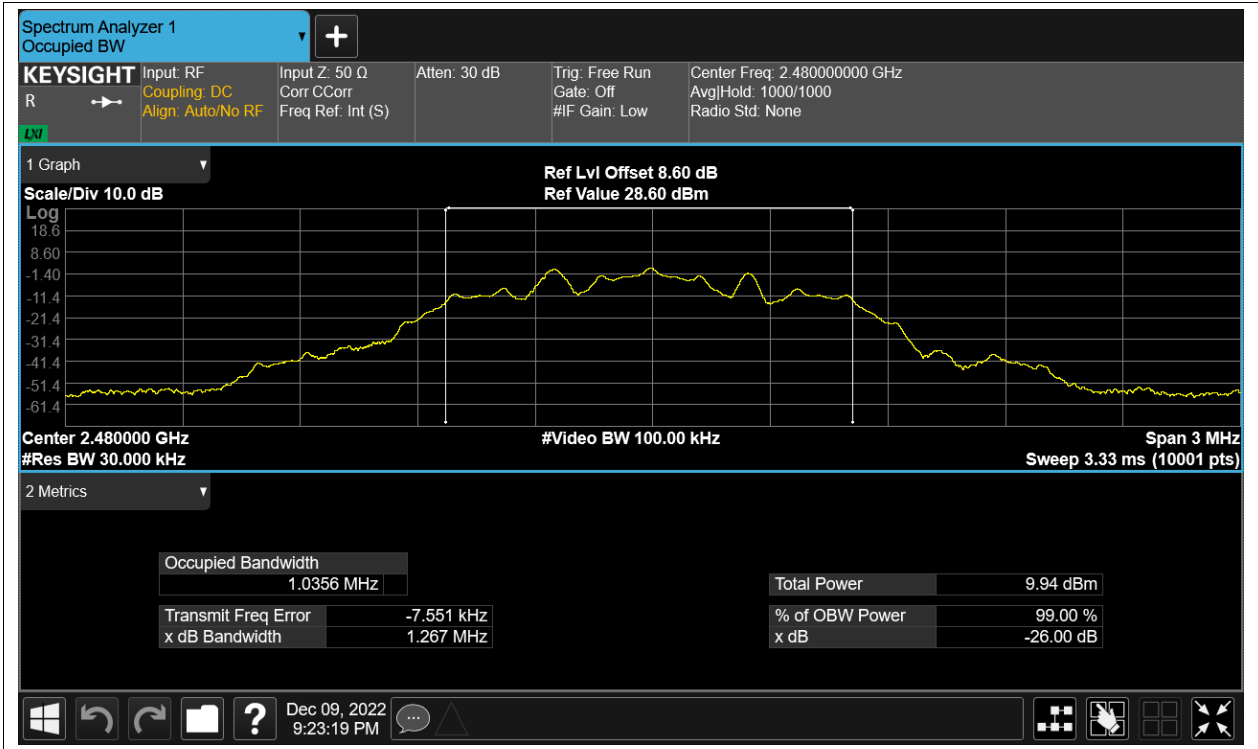 Spectrum Analyzer 1
Occupied BW
KEYSIGHT
R
LXI
Input: RF
Coupling: DC
Align: Auto/No RF
Input Z: 50 Ω
Corr CCorr
Freq Ref: Int (S)
Atten: 30 dB
Trig: Free Run
Gate: Off
#IF Gain: Low
Center Freq: 2.480000000 GHz
Avg|Hold: 1000/1000
Radio Std: None
1 Graph
Scale/Div 10.0 dB
Ref Lvl Offset 8.60 dB
Ref Value 28.60 dBm
Log
18.6
8.60
-1.40
-11.4
-21.4
-31.4
-41.4
-51.4
-61.4
Center 2.480000 GHz
#Res BW 30.000 kHz
#Video BW 100.00 kHz
Span 3 MHz
Sweep 3.33 ms (10001 pts)
2 Metrics
Occupied Bandwidth
1.0356 MHz
Transmit Freq Error -7.551 kHz
x dB Bandwidth 1.267 MHz
Total Power 9.94 dBm
% of OBW Power 99.00 %
x dB -26.00 dB
?
Dec 09, 2022
9:23:19 PM